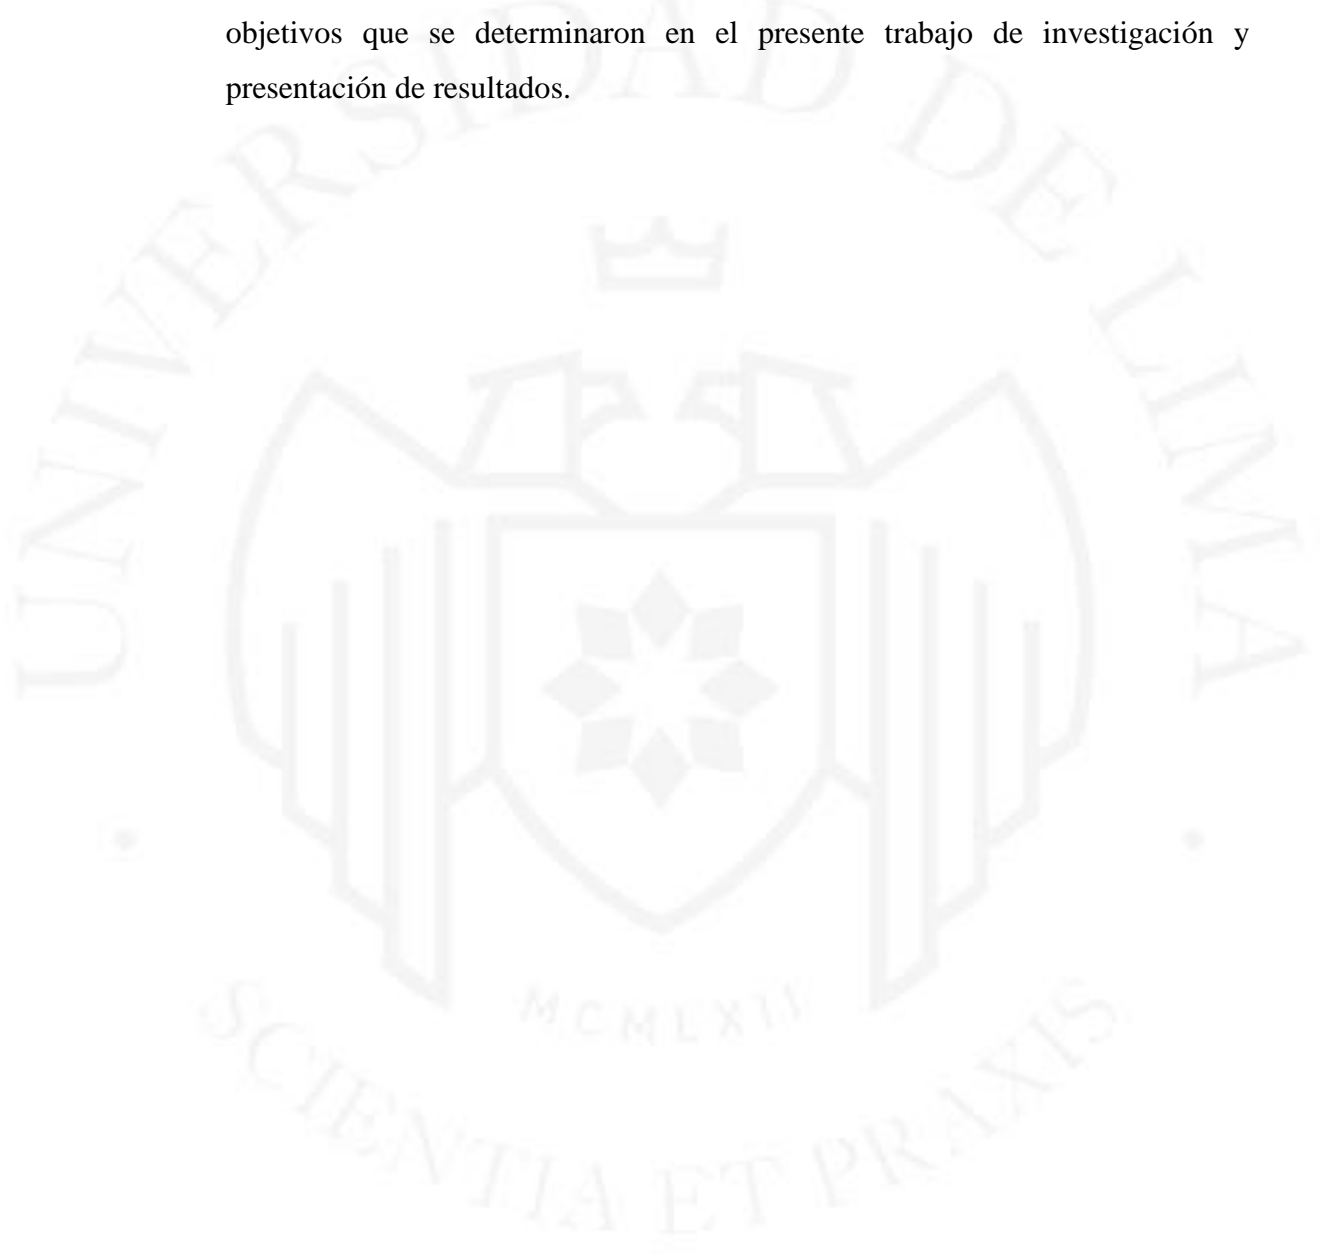 objetivos que se determinaron en el presente trabajo de investigación y
presentación de resultados.
UNIVERSIDAD DE LIMA
MCMLXII
SCIENTIA ET PRAXIS